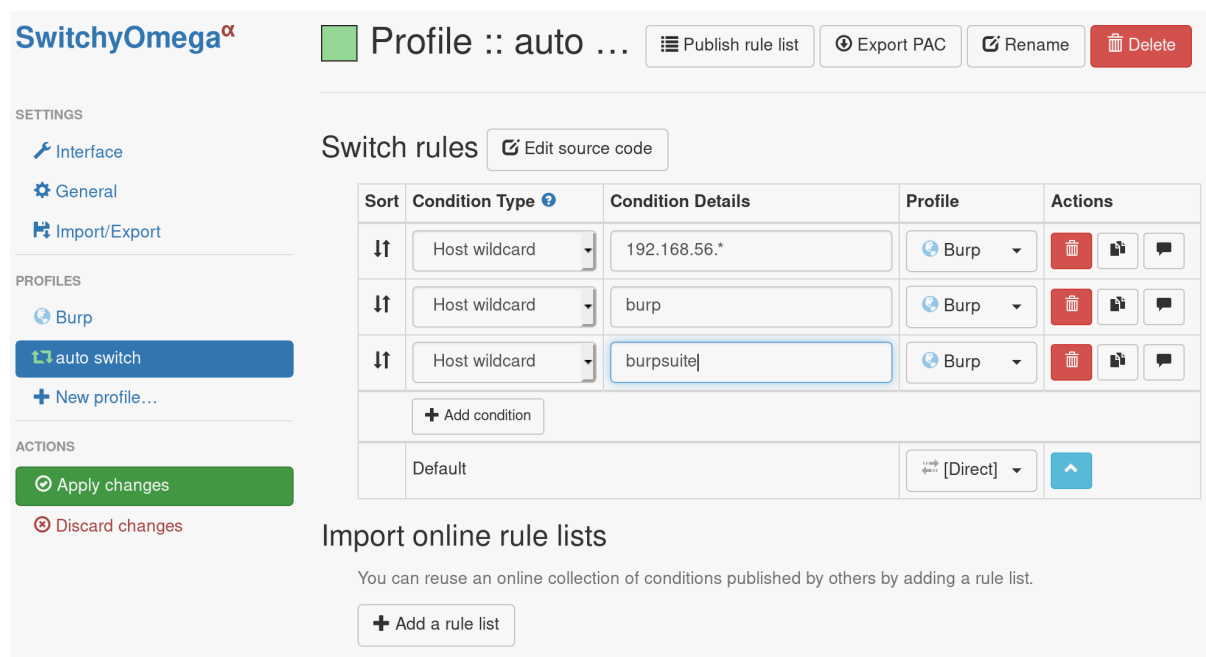 SwitchyOmegaα
Profile :: auto …
Publish rule list
Export PAC
Rename
Delete
SETTINGS
Interface
General
Import/Export
PROFILES
Burp
auto switch
New profile…
ACTIONS
Apply changes
Discard changes
Switch rules
Edit source code
Sort Condition Type Condition Details Profile Actions
Host wildcard 192.168.56.* Burp
Host wildcard burp Burp
Host wildcard burpsuite Burp
Add condition
Default [Direct]
Import online rule lists
You can reuse an online collection of conditions published by others by adding a rule list.
Add a rule list